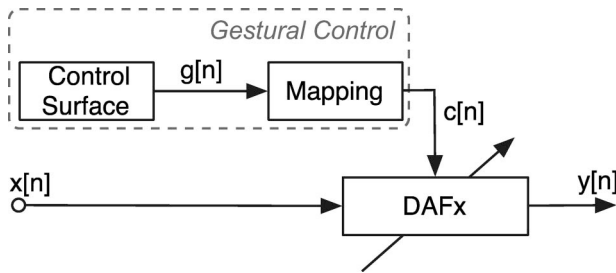 Gestural Control
Control
Surface
g[n]
Mapping
c[n]
x[n]
DAFx
y[n]